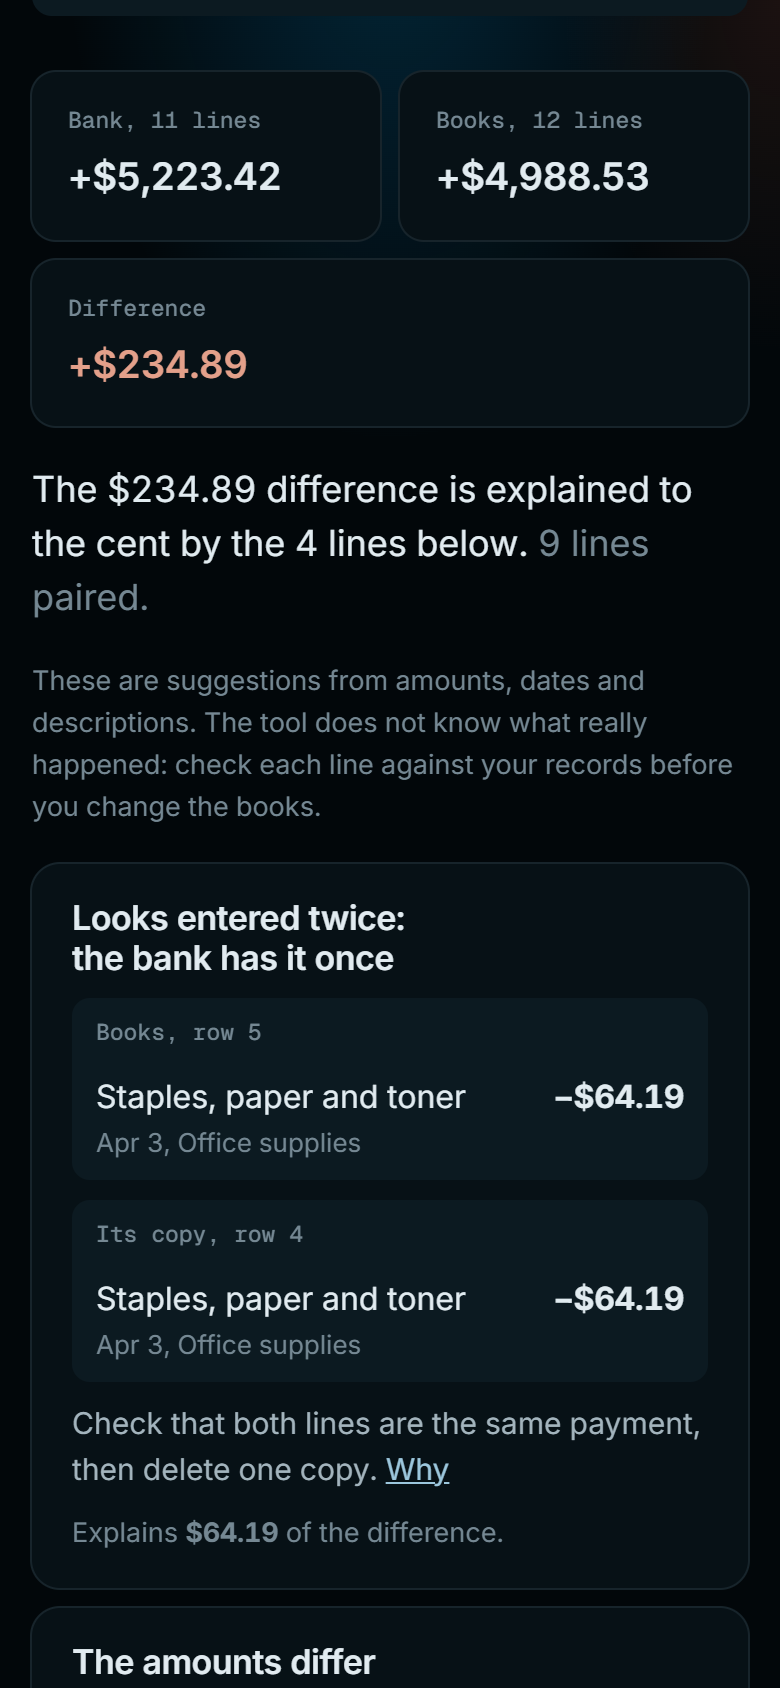 Bank, 11 lines
+$5,223.42
Books, 12 lines
+$4,988.53
Difference
+$234.89
The $234.89 difference is explained to
the cent by the 4 lines below. 9 lines
paired.
These are suggestions from amounts, dates and
descriptions. The tool does not know what really
happened: check each line against your records before
you change the books.
Looks entered twice:
the bank has it once
Books, row 5
Staples, paper and toner −$64.19
Apr 3, Office supplies
Its copy, row 4
Staples, paper and toner −$64.19
Apr 3, Office supplies
Check that both lines are the same payment,
then delete one copy. Why
Explains $64.19 of the difference.
The amounts differ